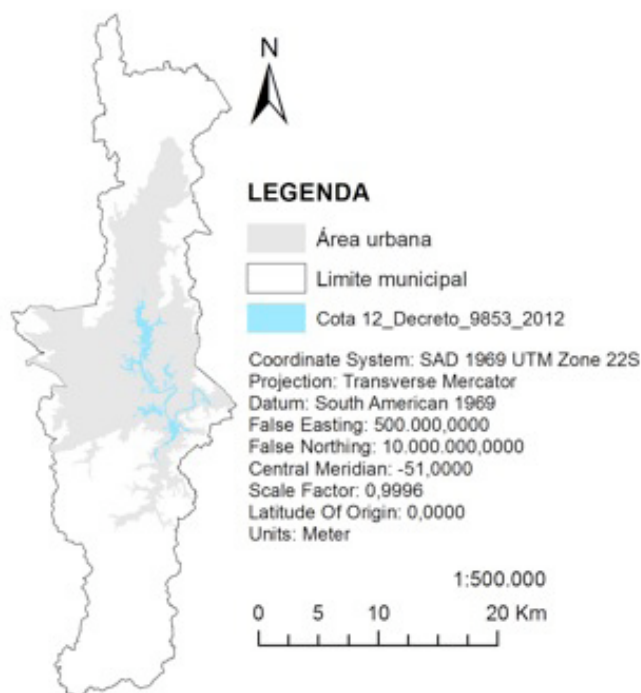 N
LEGENDA
Área urbana
Limite municipal
Cota 12_Decreto_9853_2012
Coordinate System: SAD 1969 UTM Zone 22S
Projection: Transverse Mercator
Datum: South American 1969
False Easting: 500.000,0000
False Northing: 10.000.000,0000
Central Meridian: -51,0000
Scale Factor: 0,9996
Latitude Of Origin: 0,0000
Units: Meter
1:500.000
0 5 10 20 Km